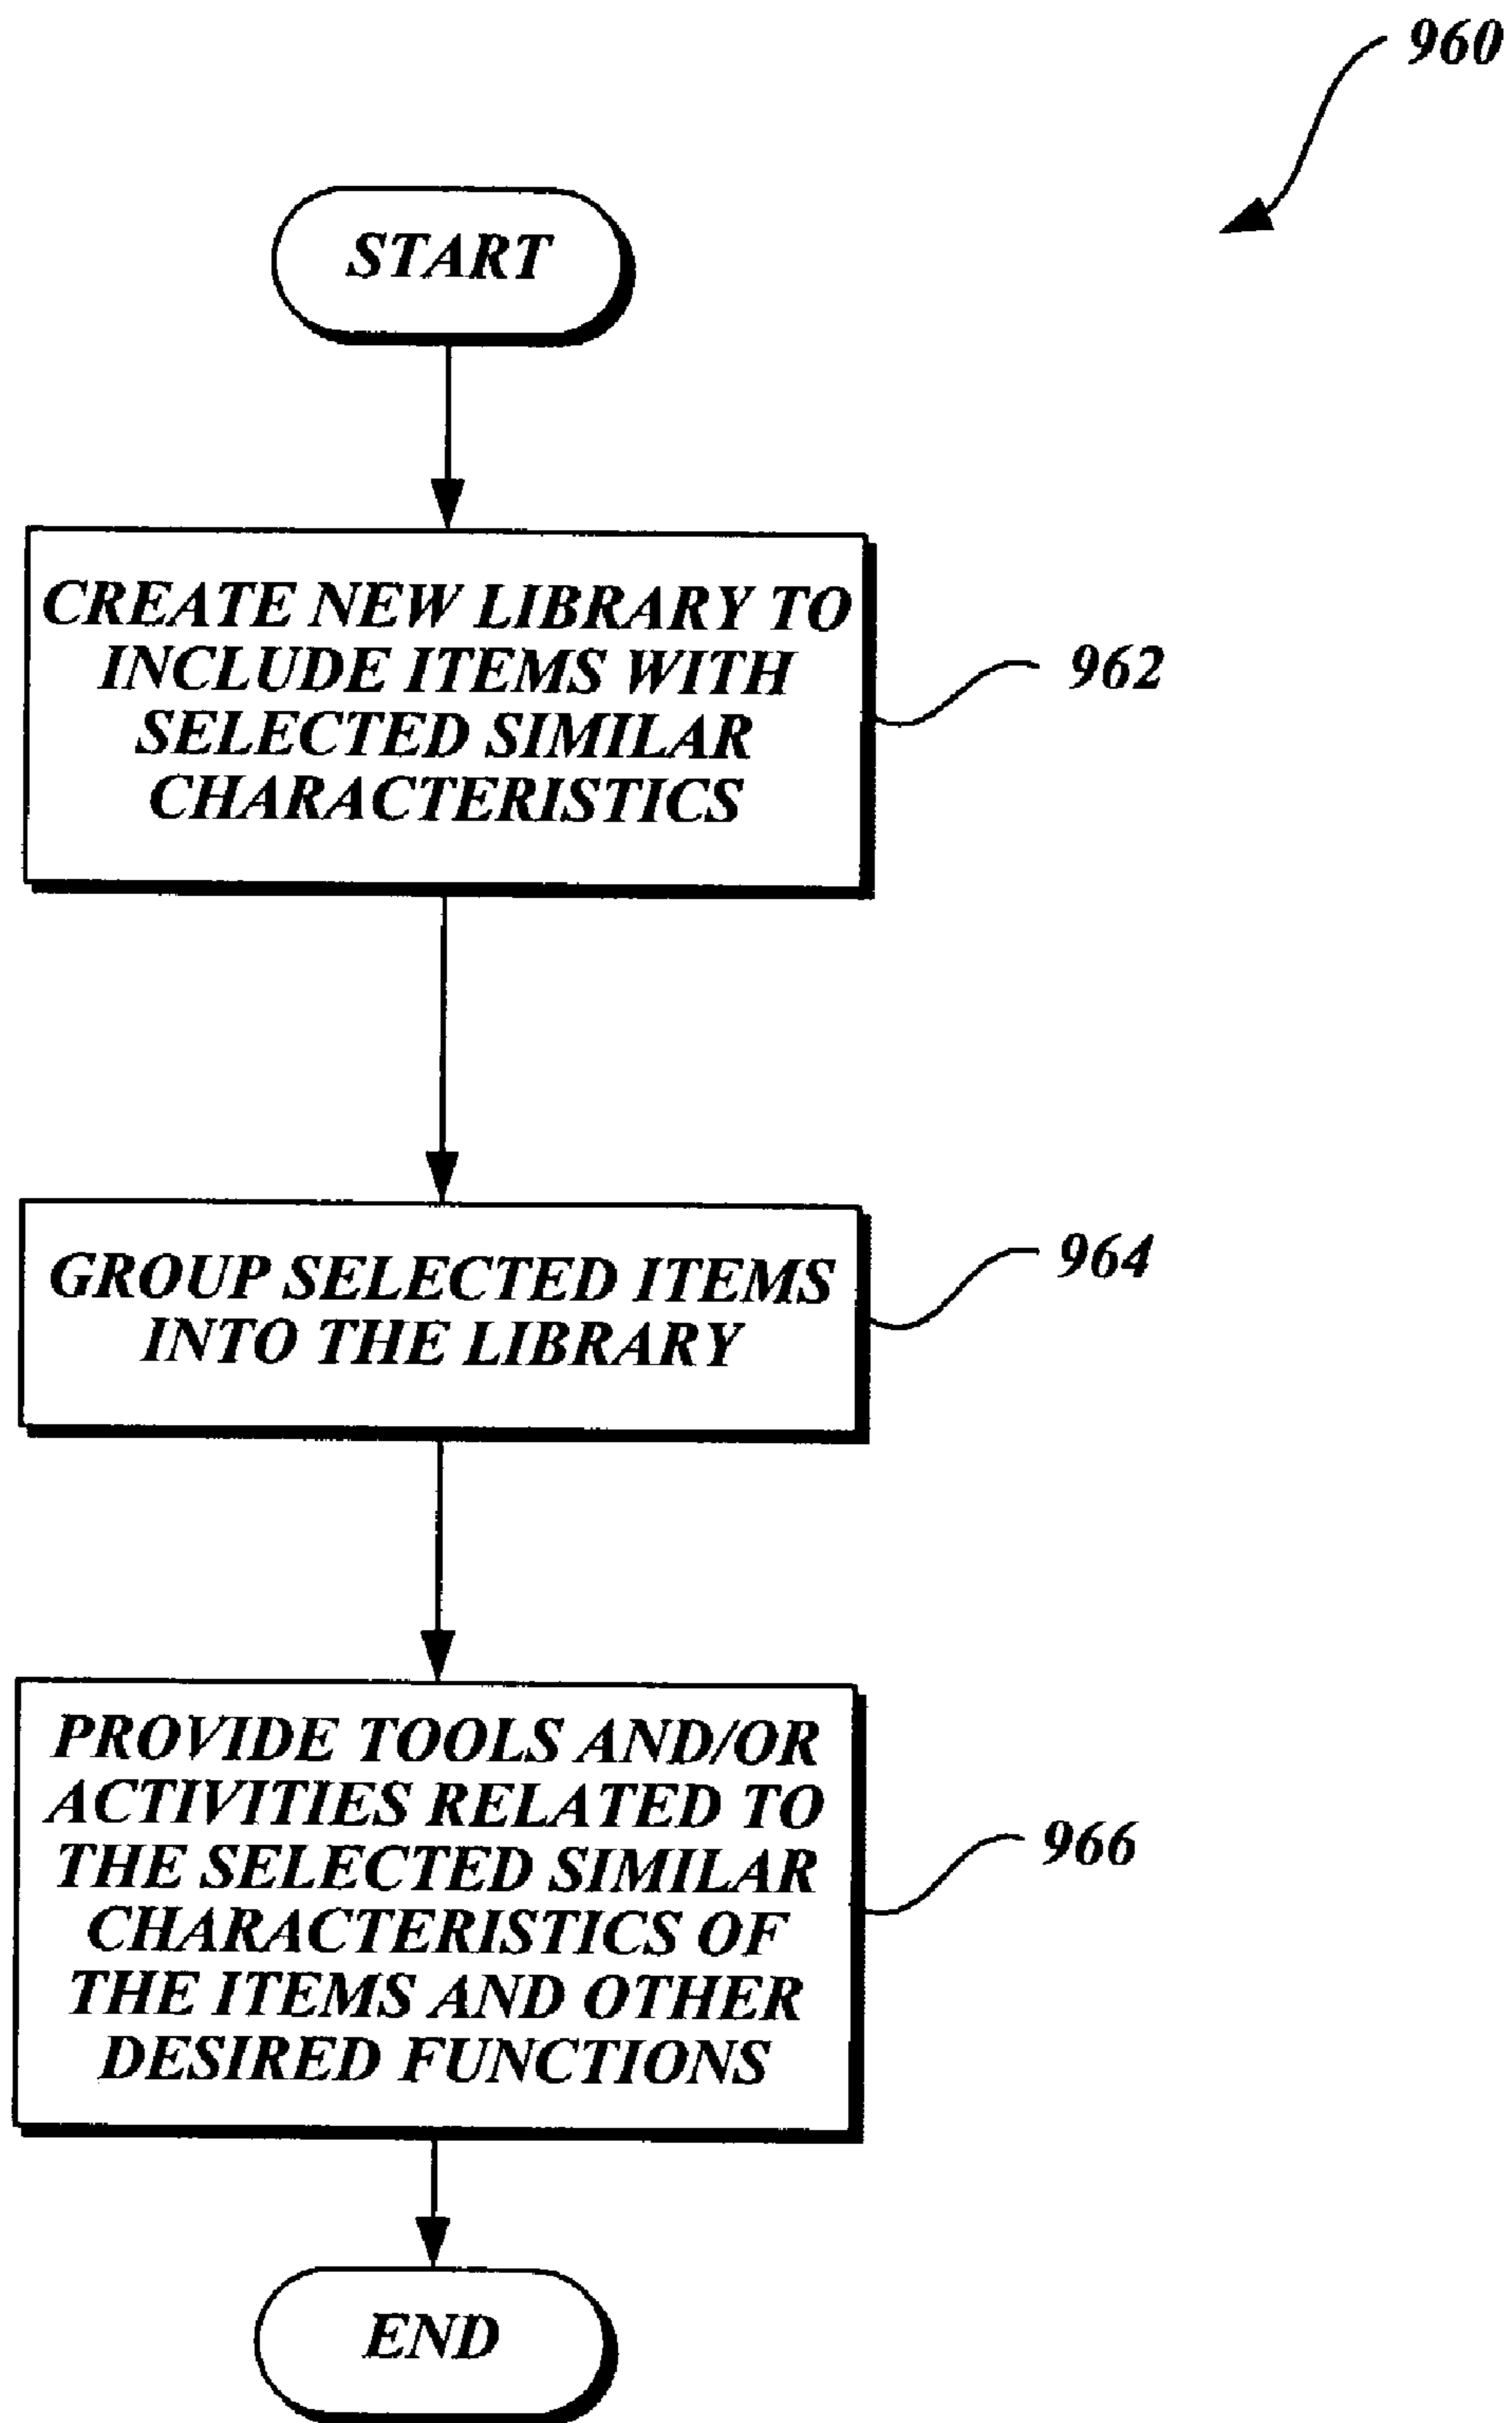 960
START
CREATE NEW LIBRARY TO
INCLUDE ITEMS WITH
SELECTED SIMILAR
CHARACTERISTICS
962
GROUP SELECTED ITEMS
INTO THE LIBRARY
964
PROVIDE TOOLS AND/OR
ACTIVITIES RELATED TO
THE SELECTED SIMILAR
CHARACTERISTICS OF
THE ITEMS AND OTHER
DESIRED FUNCTIONS
966
END